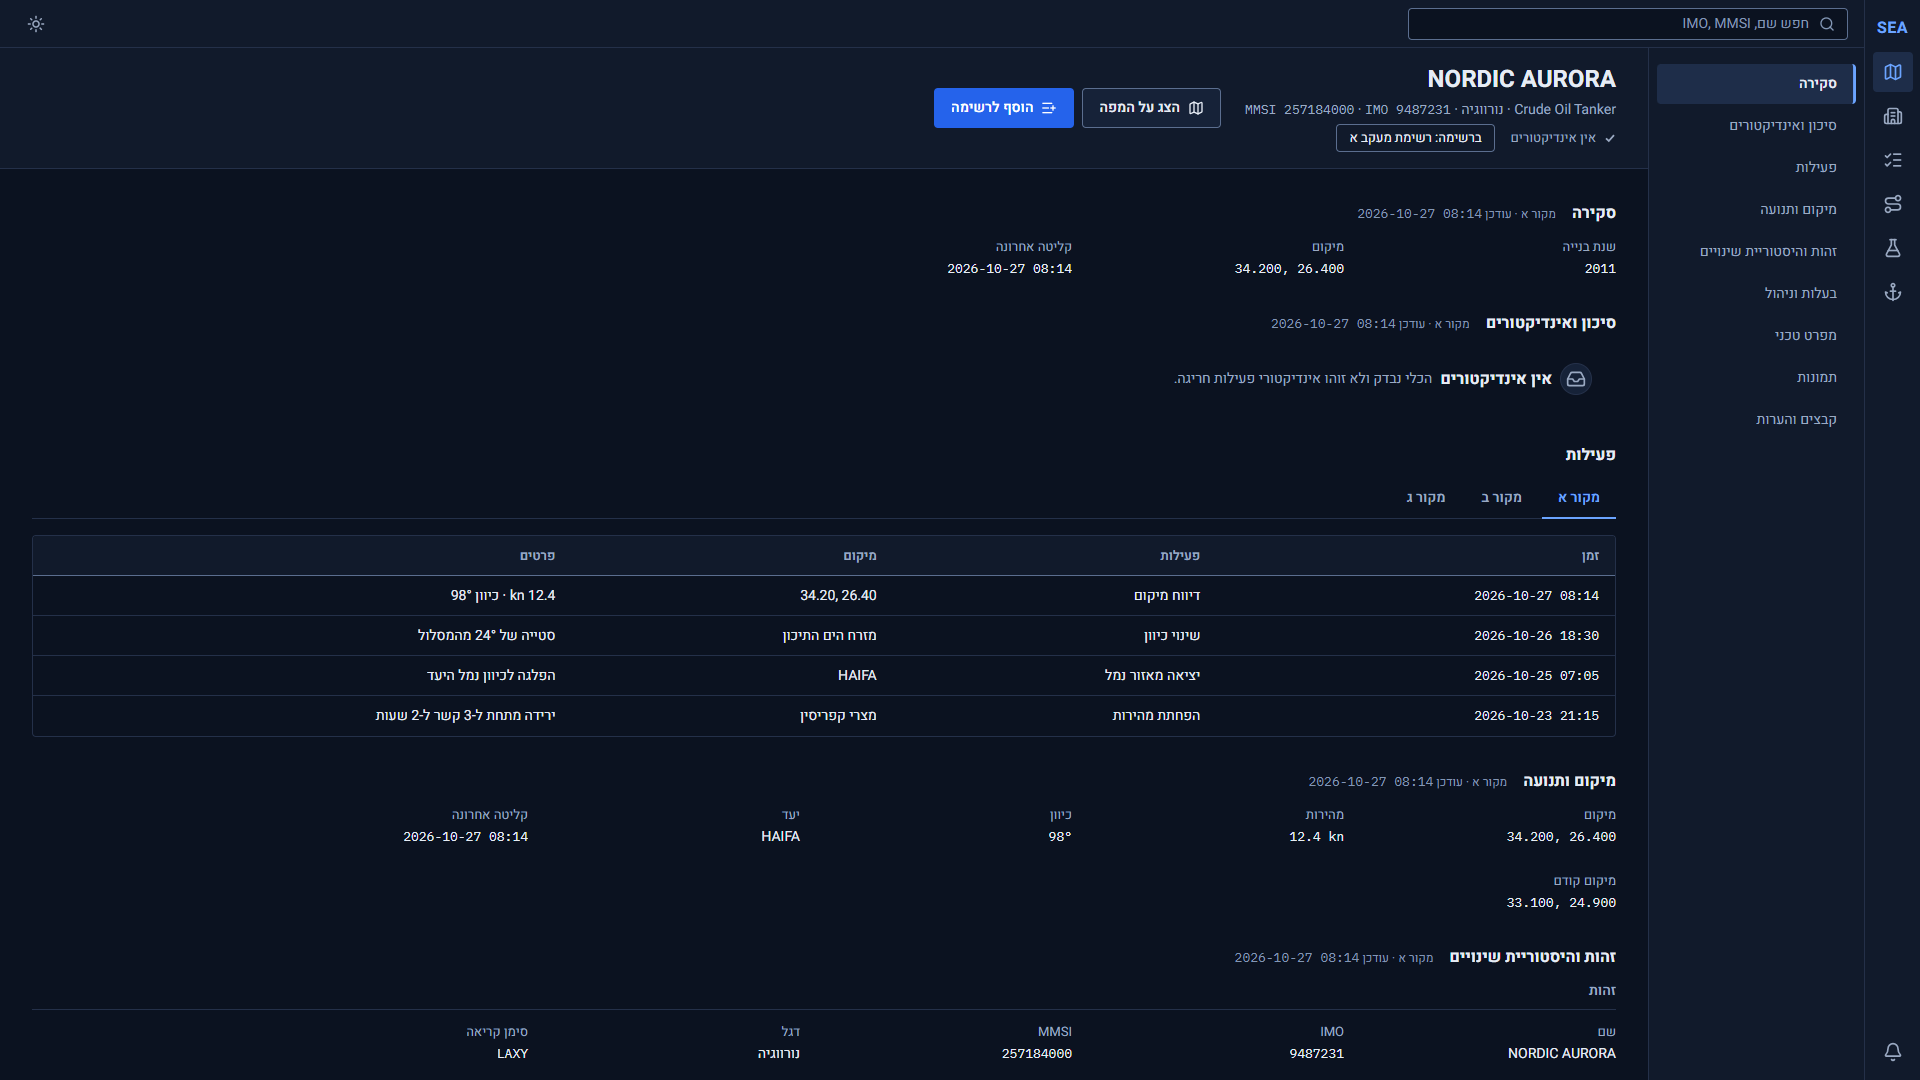 SEA
חפש שם, IMO, MMSI
סקירה
סיכון ואינדיקטורים
פעילות
מיקום ותנועה
זהות והיסטוריית שינויים
בעלות וניהול
מפרט טכני
תמונות
קבצים והערות
NORDIC AURORA
Crude Oil Tanker · נורווגיה · IMO 9487231 · MMSI 257184000
אין אינדיקטורים
ברשימה: רשימת מעקב א
הצג על המפה
הוסף לרשימה
סקירה מקור א · עודכן 2026-10-27 08:14
שנת בנייה מיקום קליטה אחרונה
2011 34.200, 26.400 2026-10-27 08:14
סיכון ואינדיקטורים מקור א · עודכן 2026-10-27 08:14
אין אינדיקטורים הכלי נבדק ולא זוהו אינדיקטורי פעילות חריגה.
פעילות
מקור א מקור ב מקור ג
זמן פעילות מיקום פרטים
2026-10-27 08:14 דיווח מיקום 34.20, 26.40 12.4 kn · כיוון 98°
2026-10-26 18:30 שינוי כיוון מזרח הים התיכון סטייה של 24° מהמסלול
2026-10-25 07:05 יציאה מאזור נמל HAIFA הפלגה לכיוון נמל היעד
2026-10-23 21:15 הפחתת מהירות מצרי קפריסין ירידה מתחת ל-3 קשר ל-2 שעות
מיקום ותנועה מקור א · עודכן 2026-10-27 08:14
מיקום מהירות כיוון יעד קליטה אחרונה
34.200, 26.400 12.4 kn 98° HAIFA 2026-10-27 08:14
מיקום קודם
33.100, 24.900
זהות והיסטוריית שינויים מקור א · עודכן 2026-10-27 08:14
זהות
שם IMO MMSI דגל סימן קריאה
NORDIC AURORA 9487231 257184000 נורווגיה LAXY